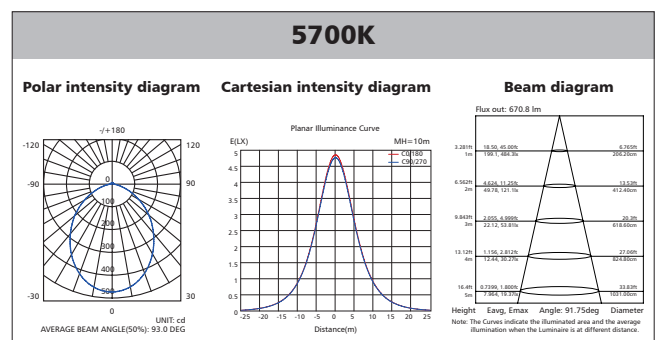 5700K
Polar intensity diagram
Cartesian intensity diagram
Beam diagram
-/+180
-120
120
-90
90
-30
30
0
0
100
200
300
400
500
UNIT: cd
AVERAGE BEAM ANGLE(50%): 93.0 DEG
Planar Illuminance Curve
E(LX)
MH=10m
C0/180
C90/270
5
4.5
4
3.5
3
2.5
2
1.5
1
0.5
0
-25 -20 -15 -10 -5 0 5 10 15 20 25
Distance(m)
Flux out: 670.8 lm
3.281ft 18.50, 45.00fc 6.765ft
1m 199.1, 484.3lx 206.20cm
6.562ft 4.624, 11.25fc 13.53ft
2m 49.78, 121.1lx 412.40cm
9.843ft 2.055, 4.999fc 20.3ft
3m 22.12, 53.81lx 618.60cm
13.12ft 1.156, 2.812fc 27.06ft
4m 12.44, 30.27lx 824.80cm
16.4ft 0.7399, 1.800fc 33.83ft
5m 7.964, 19.37lx 1031.00cm
Height Eavg, Emax Angle: 91.75deg Diameter
Note: The Curves indicate the illuminated area and the average
illumination when the Luminaire is at different distance.